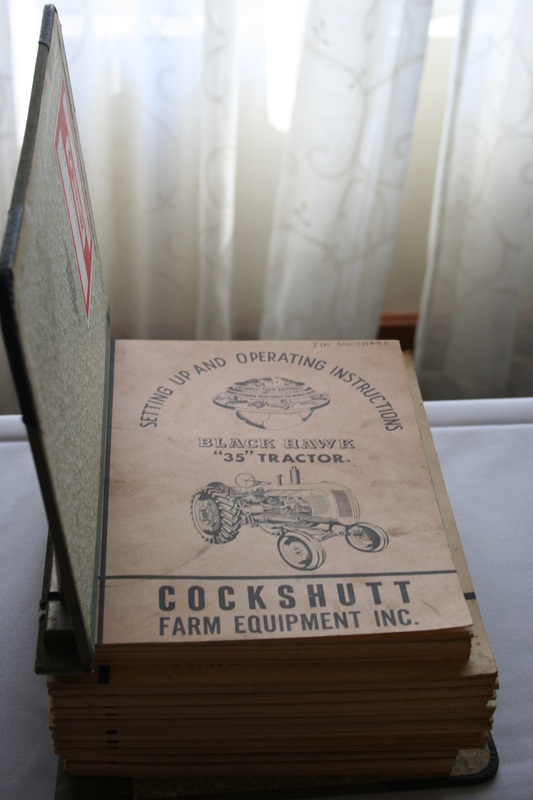 SETTING UP AND OPERATING INSTRUCTIONS
BLACK HAWK
"35" TRACTOR.
COCKSHUTT
FARM EQUIPMENT INC.